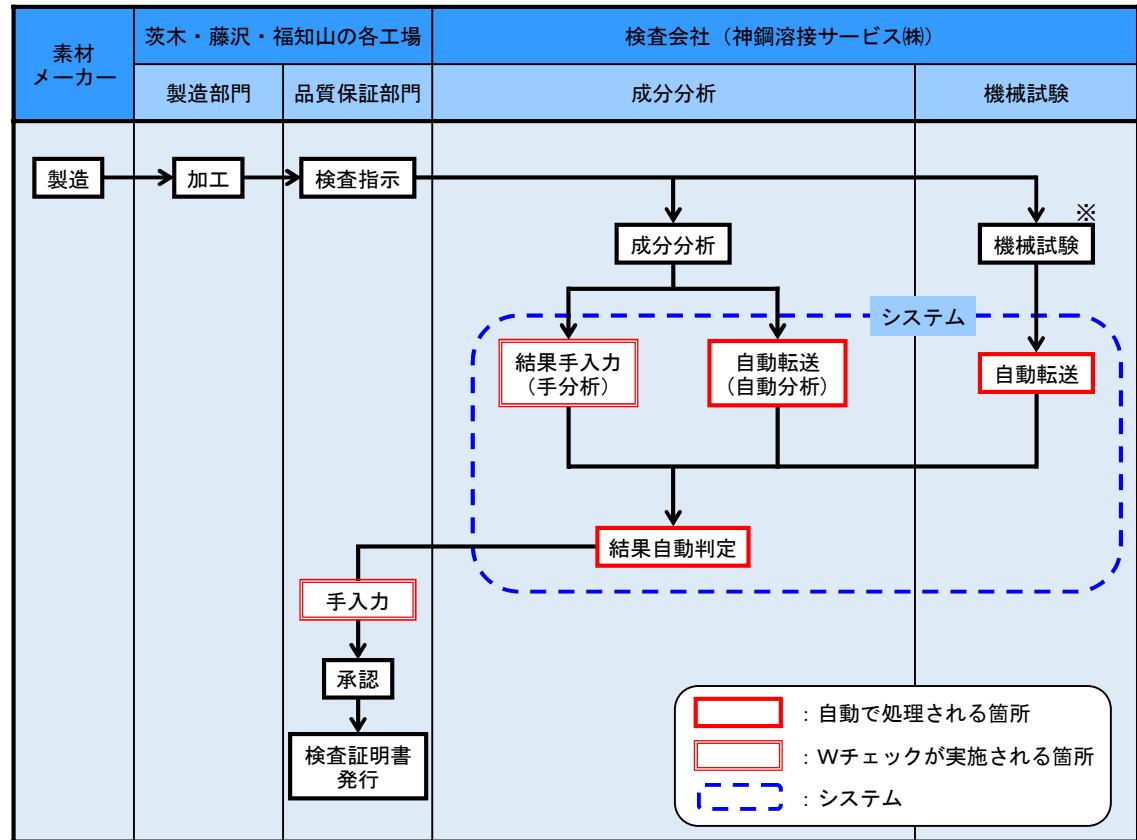 素材
メーカー
茨木・藤沢・福知山の各工場
検査会社（神鋼溶接サービス㈱）
製造部門
品質保証部門
成分分析
機械試験
製造
加工
検査指示
※
成分分析
機械試験
システム
結果手入力
（手分析）
自動転送
（自動分析）
自動転送
結果自動判定
手入力
承認
検査証明書
発行
：自動で処理される箇所
：Wチェックが実施される箇所
：システム